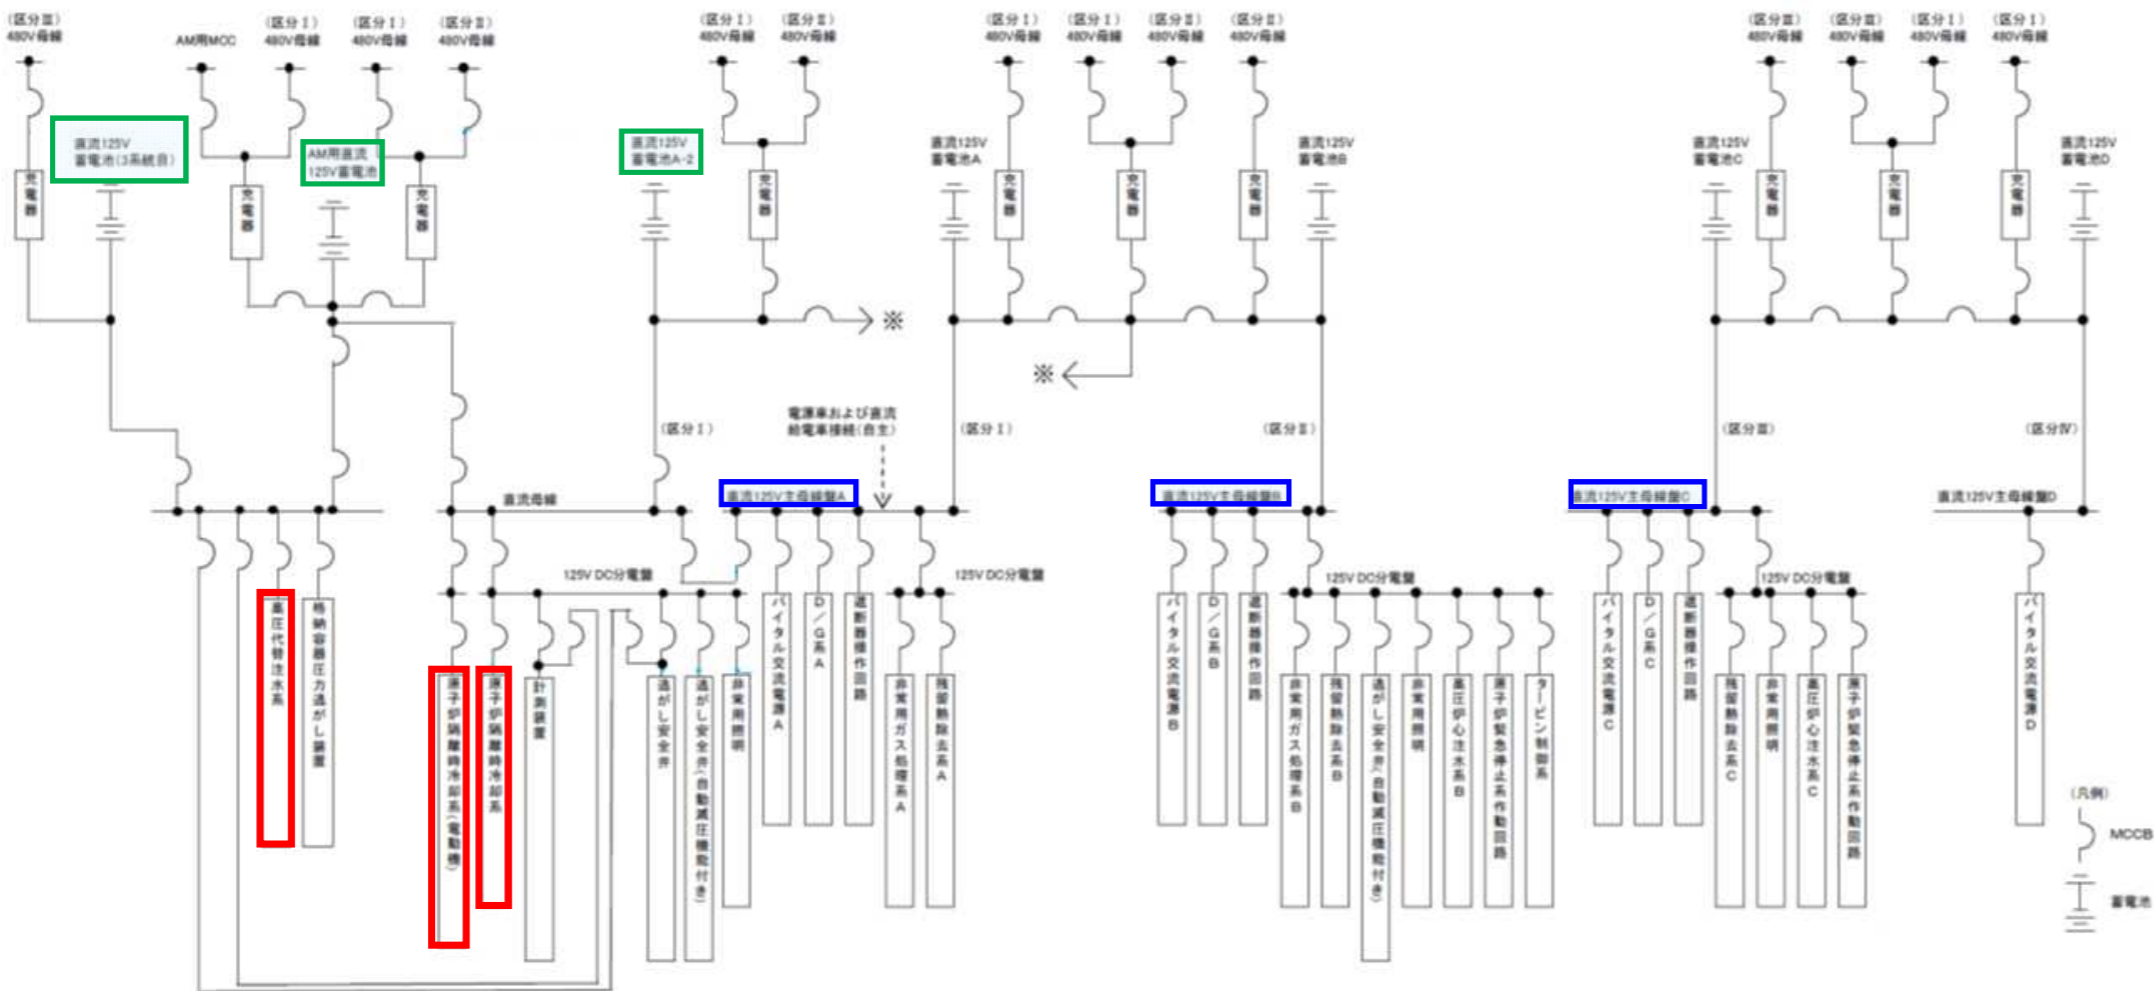 (区分Ⅲ)
480V母線
AM用MCC
(区分Ⅰ)
480V母線
(区分Ⅰ)
480V母線
(区分Ⅱ)
480V母線
(区分Ⅰ)
480V母線
(区分Ⅱ)
480V母線
(区分Ⅰ)
480V母線
(区分Ⅰ)
480V母線
(区分Ⅱ)
480V母線
(区分Ⅱ)
480V母線
(区分Ⅲ)
480V母線
(区分Ⅲ)
480V母線
(区分Ⅰ)
480V母線
(区分Ⅰ)
480V母線
直流125V
蓄電池(3系統目)
AM用直流
125V蓄電池
直流125V
蓄電池A-2
直流125V
蓄電池A
直流125V
蓄電池B
直流125V
蓄電池C
直流125V
蓄電池D
充電器
充電器
充電器
充電器
充電器
充電器
充電器
充電器
充電器
充電器
※
※
電源車および直流
給電車接続(自主)
(区分Ⅰ)
(区分Ⅰ)
(区分Ⅱ)
(区分Ⅲ)
(区分Ⅳ)
直流母線
直流125V主母線盤A
直流125V主母線盤B
直流125V主母線盤C
直流125V主母線盤D
125V DC分電盤
125V DC分電盤
125V DC分電盤
125V DC分電盤
高圧代替注水系
格納容器圧力逃がし装置
原子炉隔離時冷却系(電動機)
原子炉隔離時冷却系
計測装置
逃がし安全弁
逃がし安全弁(自動減圧機能付き)
非常用照明
バイタル交流電源A
D/G系A
遮断器操作回路
非常用ガス処理系A
残留熱除去系A
バイタル交流電源B
D/G系B
遮断器操作回路
非常用ガス処理系B
残留熱除去系B
逃がし安全弁(自動減圧機能付き)
非常用照明
高圧炉心注水系B
原子炉緊急停止系作動回路
タービン制御系
バイタル交流電源C
D/G系C
遮断器操作回路
残留熱除去系C
非常用照明
高圧炉心注水系C
原子炉緊急停止系作動回路
バイタル交流電源D
(凡例)
MCCB
蓄電池